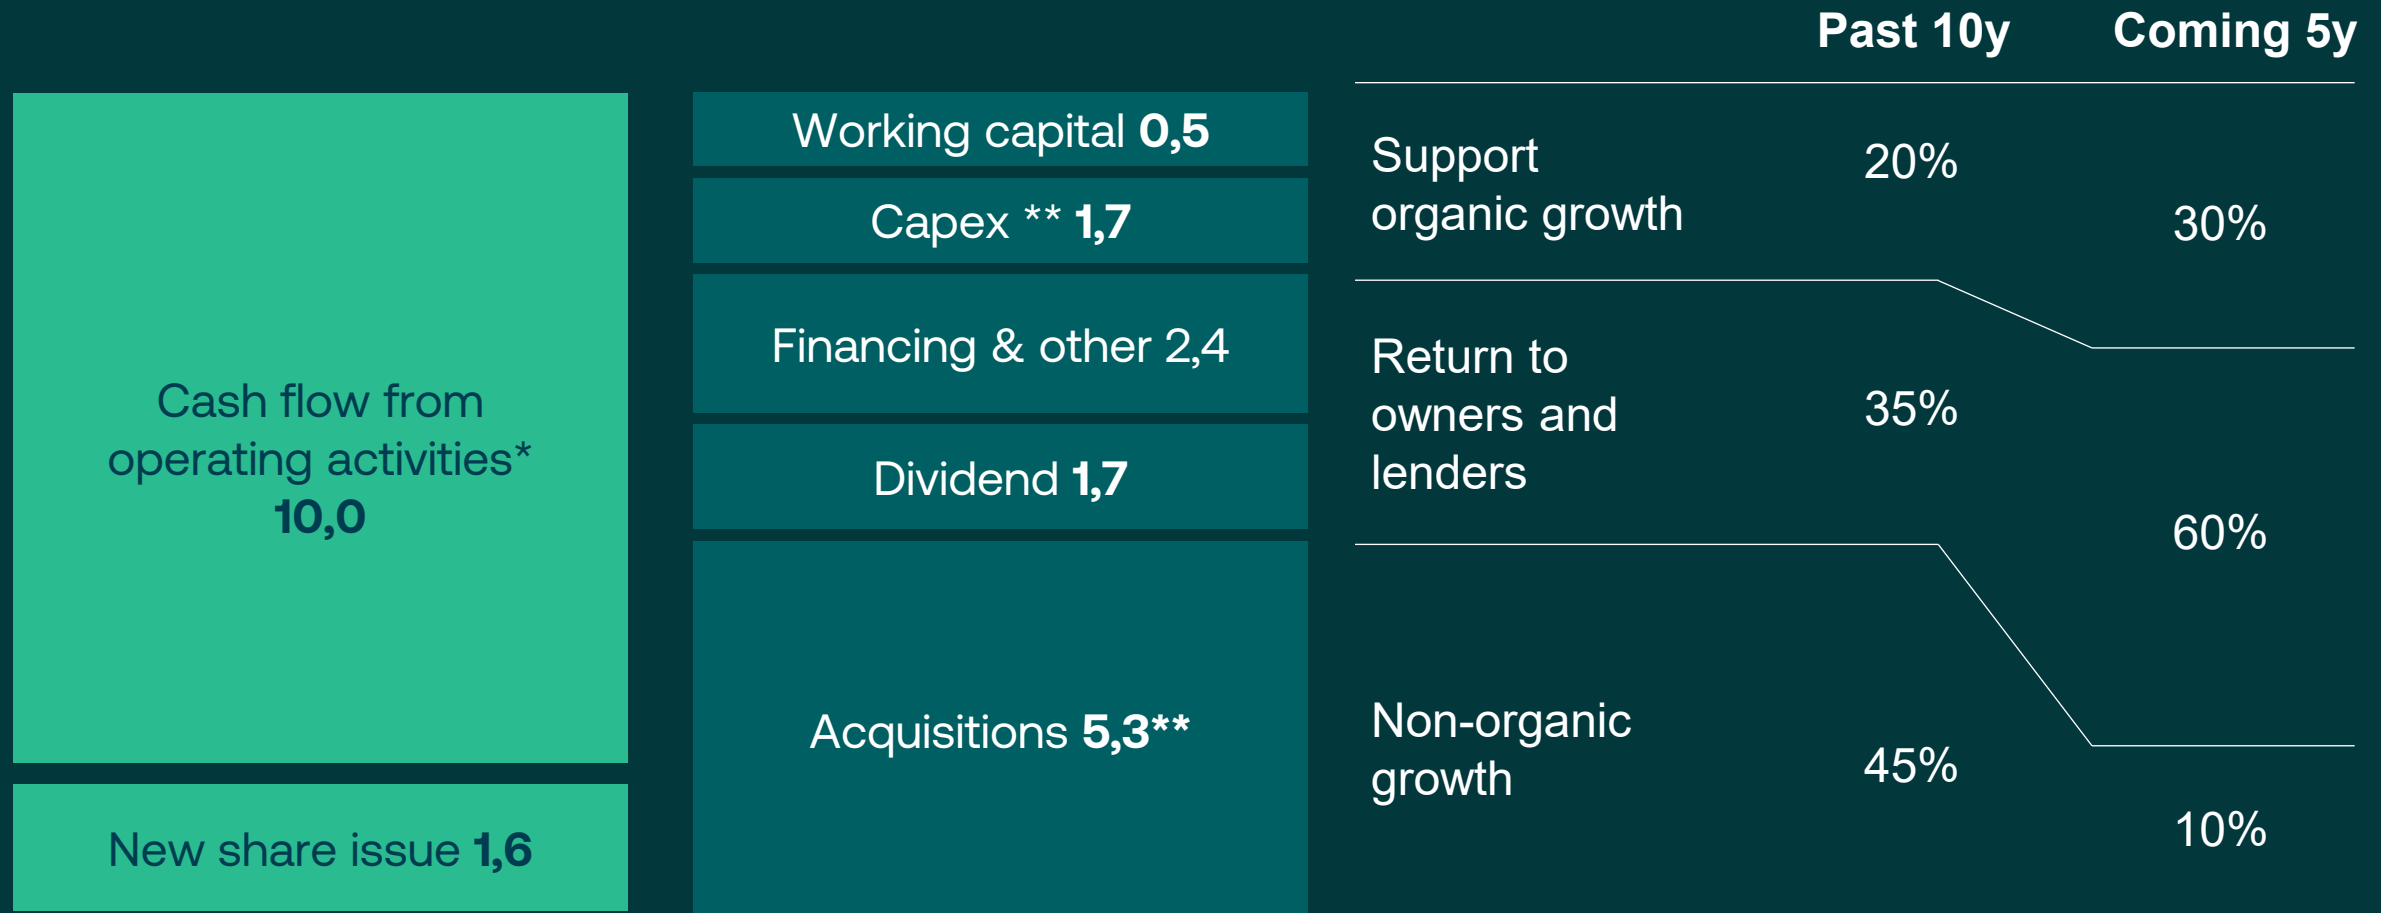 Past 10y
Coming 5y
Cash flow from
operating activities*
10,0
New share issue 1,6
Working capital 0,5
Capex ** 1,7
Financing & other 2,4
Dividend 1,7
Acquisitions 5,3**
Support
organic growth
20%
30%
Return to
owners and
lenders
35%
60%
Non-organic
growth
45%
10%